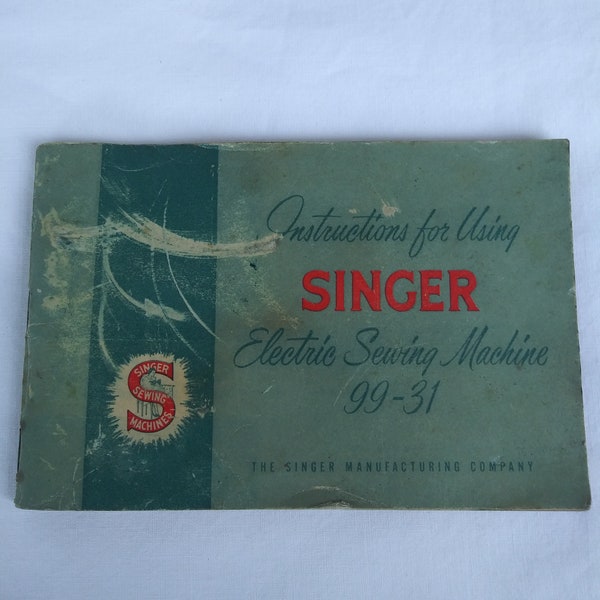 Instructions for Using
SINGER
Electric Sewing Machine
99-31
THE SINGER MANUFACTURING COMPANY
SINGER
SEWING
MACHINES